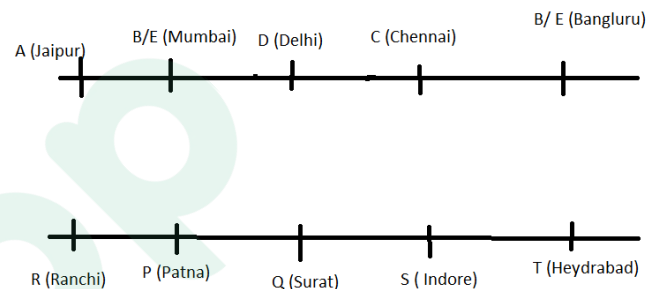 A (Jaipur)
B/E (Mumbai)
D (Delhi)
C (Chennai)
B/ E (Bangluru)
R (Ranchi)
P (Patna)
Q (Surat)
S ( Indore)
T (Heydrabad)